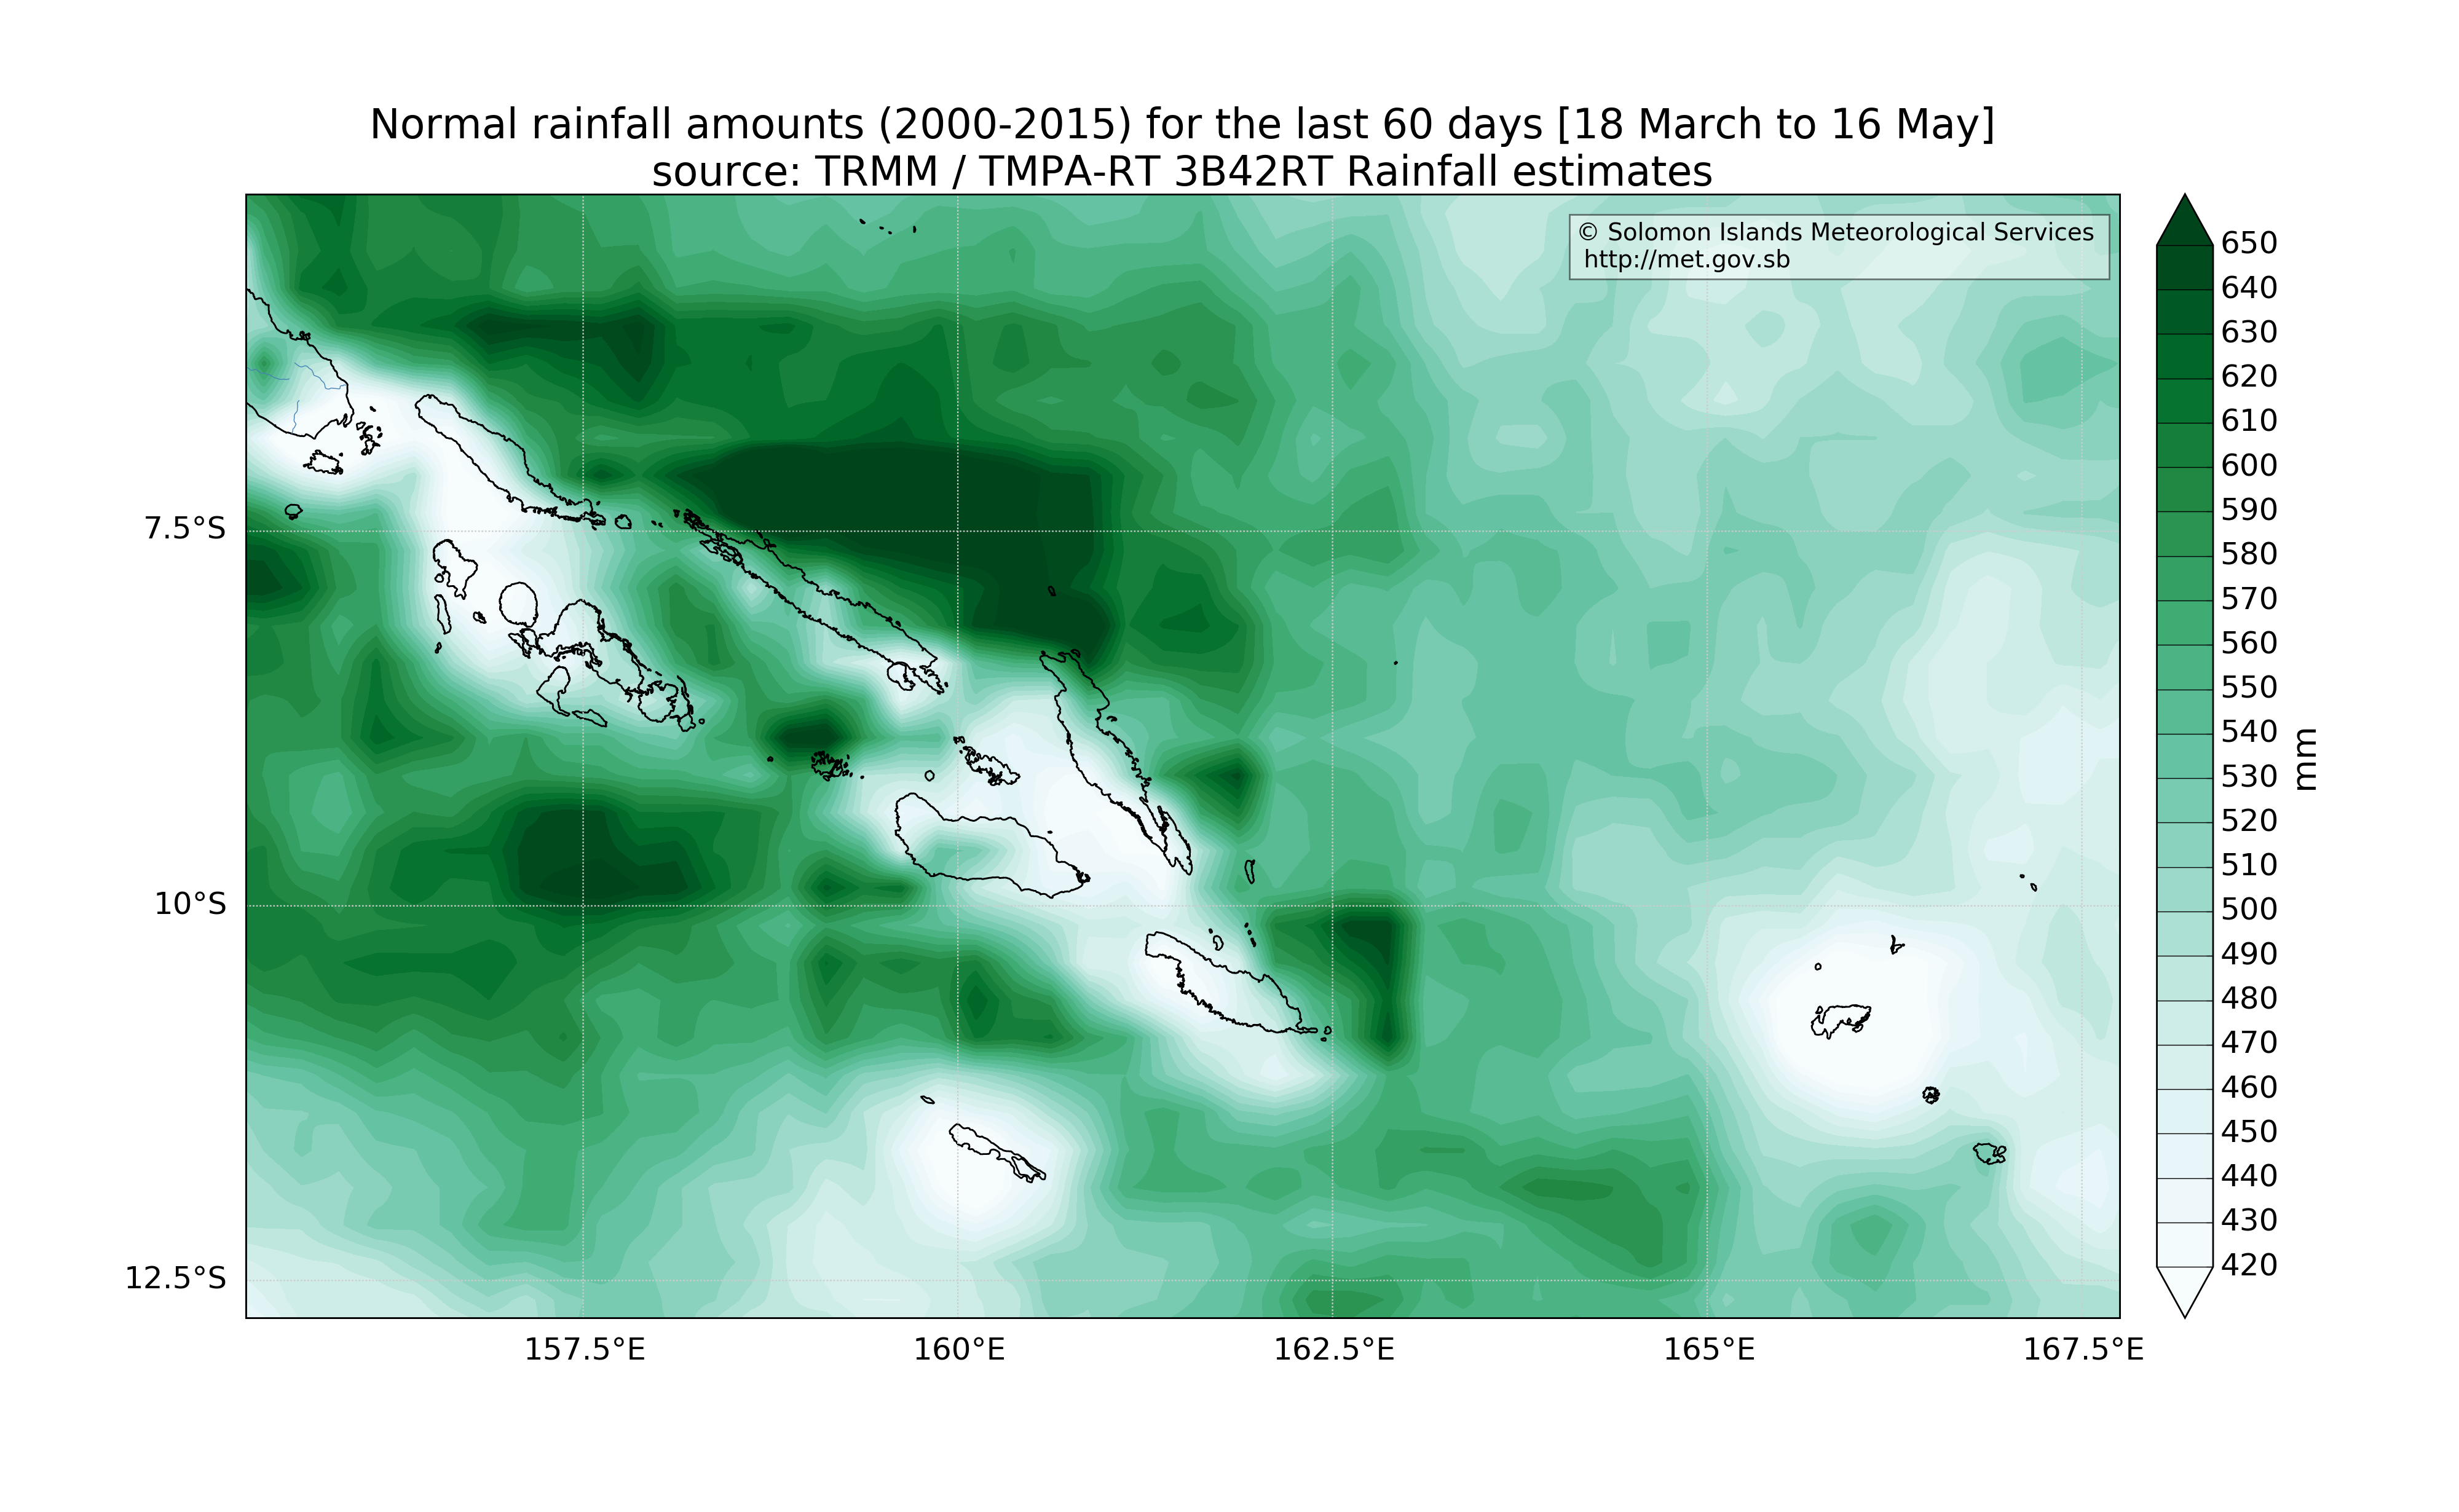 Normal rainfall amounts (2000-2015) for the last 60 days [18 March to 16 May]
source: TRMM / TMPA-RT 3B42RT Rainfall estimates
© Solomon Islands Meteorological Services
http://met.gov.sb
7.5°S
10°S
12.5°S
157.5°E
160°E
162.5°E
165°E
167.5°E
650
640
630
620
610
600
590
580
570
560
550
540
530
520
510
500
490
480
470
460
450
440
430
420
mm